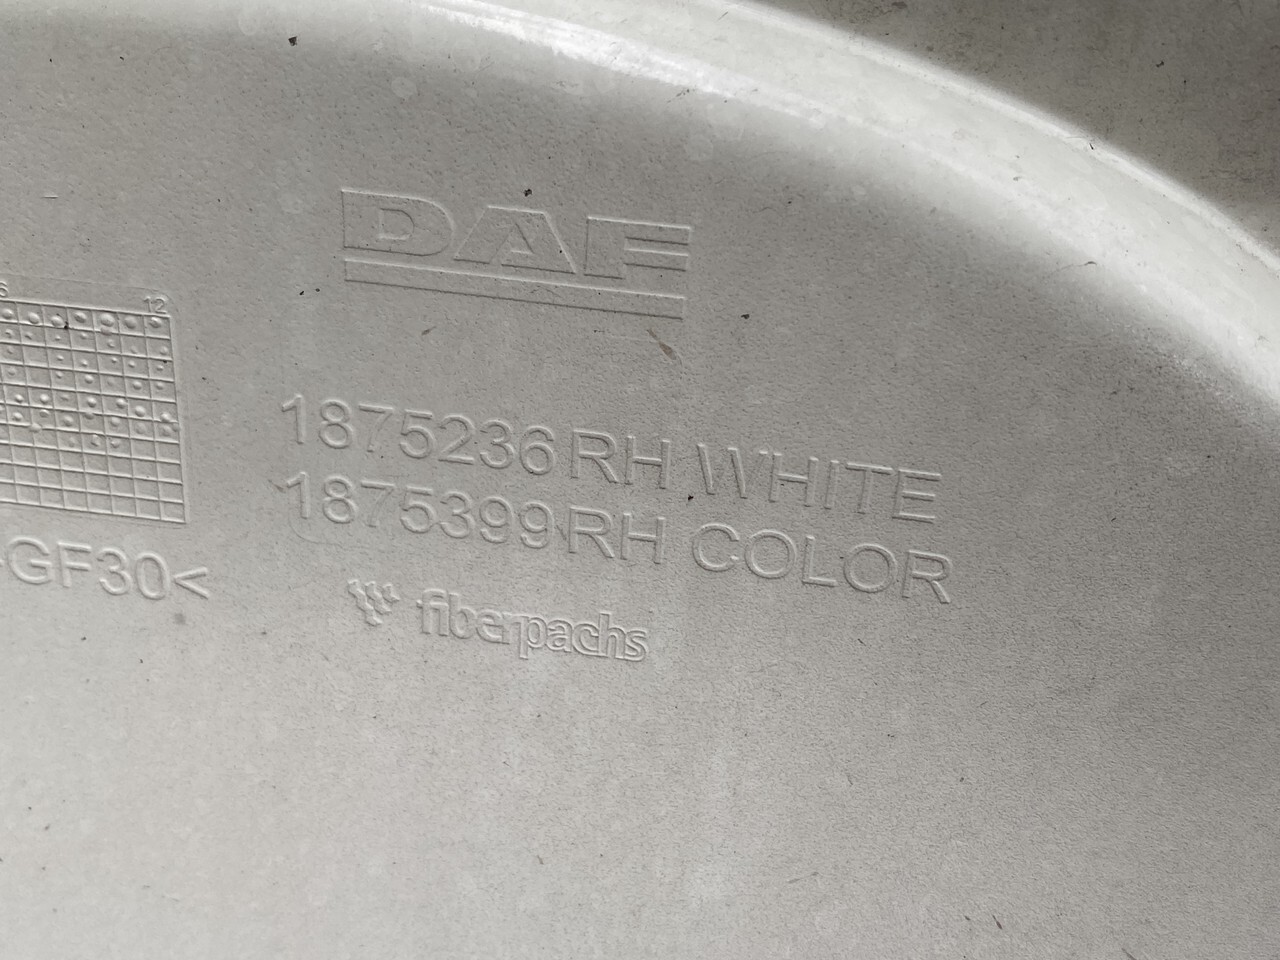 DAF
12
1875236 RH WHITE
1875399 RH COLOR
GF30<
fiberpachs